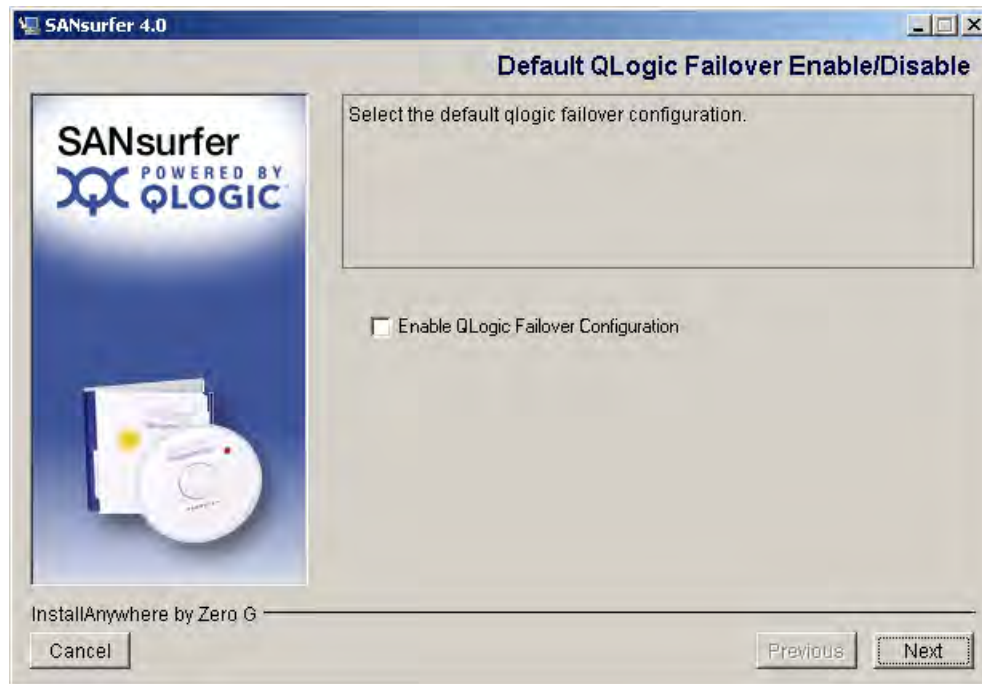 SANsurfer 4.0
Default QLogic Failover Enable/Disable
SANsurfer
POWERED BY
QLOGIC
Select the default qlogic failover configuration.
Enable QLogic Failover Configuration
InstallAnywhere by Zero G
Cancel
Previous
Next